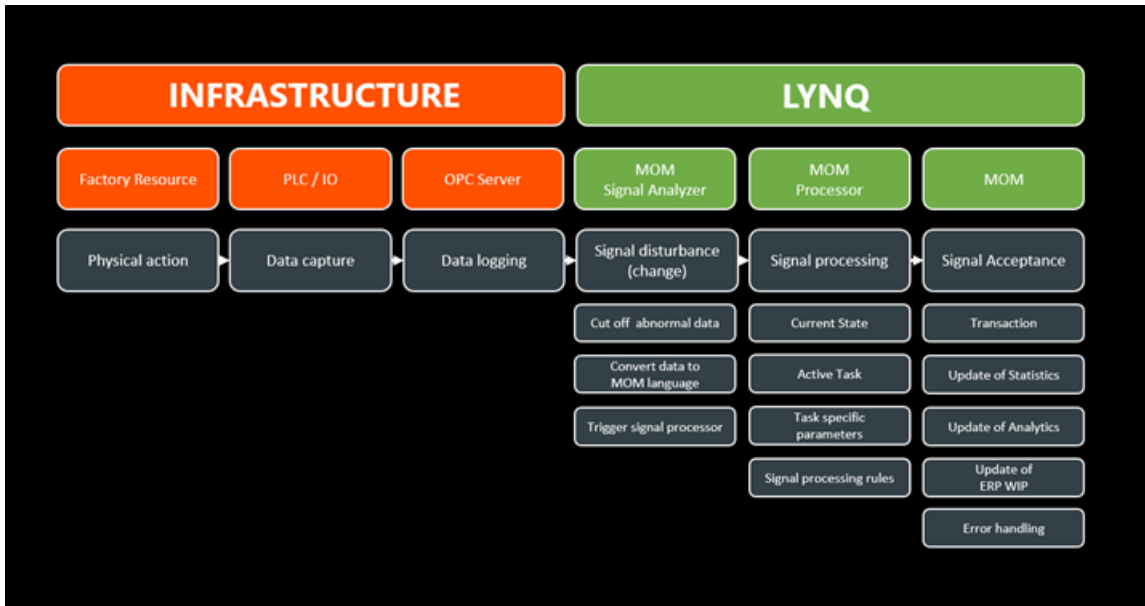 INFRASTRUCTURE
LYNQ
Factory Resource
PLC / IO
OPC Server
MOM
Signal Analyzer
MOM
Processor
MOM
Physical action
Data capture
Data logging
Signal disturbance
(change)
Signal processing
Signal Acceptance
Cut off abnormal data
Current State
Transaction
Convert data to
MOM language
Active Task
Update of Statistics
Trigger signal processor
Task specific
parameters
Update of Analytics
Signal processing rules
Update of
ERP WIP
Error handling